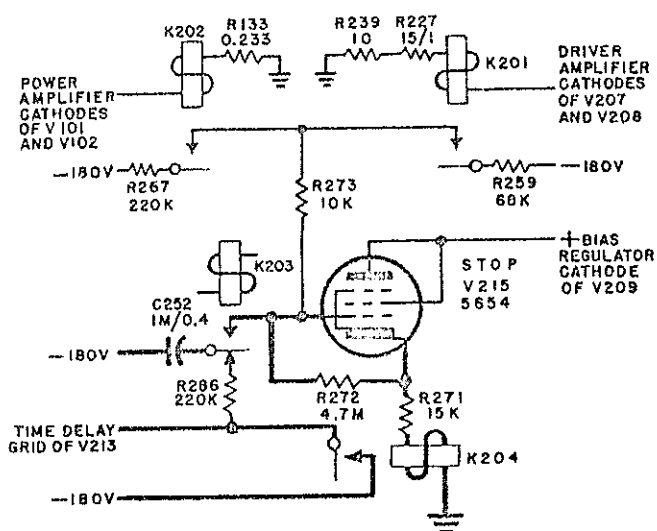 K202
R133
0.233
R239
10
R227
15/1
K201
POWER
AMPLIFIER
CATHODES
OF V101
AND V102
DRIVER
AMPLIFIER
CATHODES
OF V207
AND V208
-180V
R267
220K
R273
10K
R259
68K
-180V
K203
STOP
V215
5654
+BIAS
REGULATOR
CATHODE
OF V209
C252
1M/0.4
-180V
R286
220K
R272
4.7M
R271
15K
TIME DELAY
GRID OF V213
K204
-180V